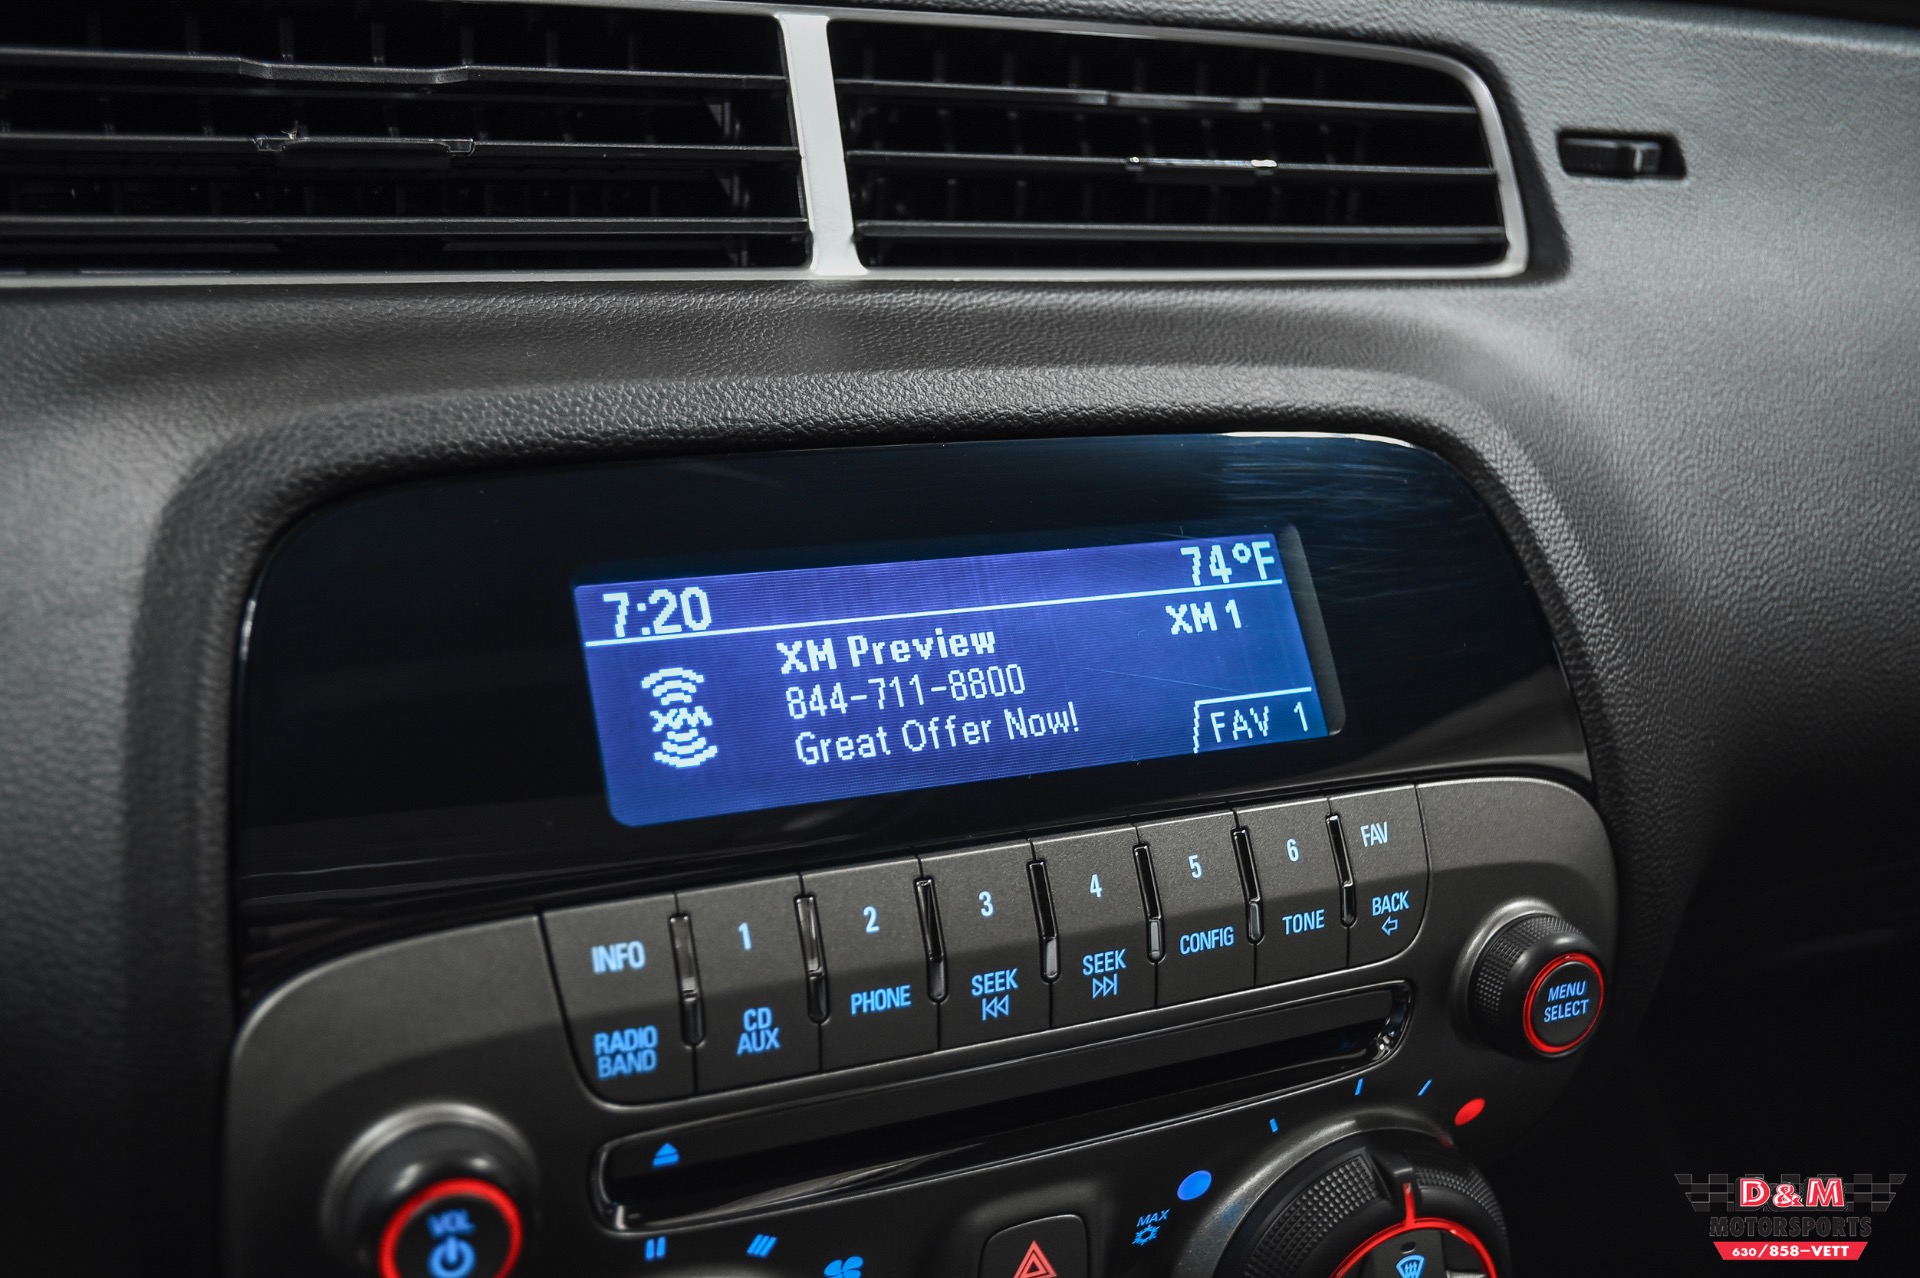 7:20
74°F
XM Preview
XM 1
844-711-8800
XM
Great Offer Now!
FAV 1
INFO
1
2
3
4
5
6
FAV
RADIO
BAND
CD
AUX
PHONE
SEEK
SEEK
CONFIG
TONE
BACK
MENU
SELECT
VOL
MAX
D&M
MOTORSPORTS
630/858-VETT